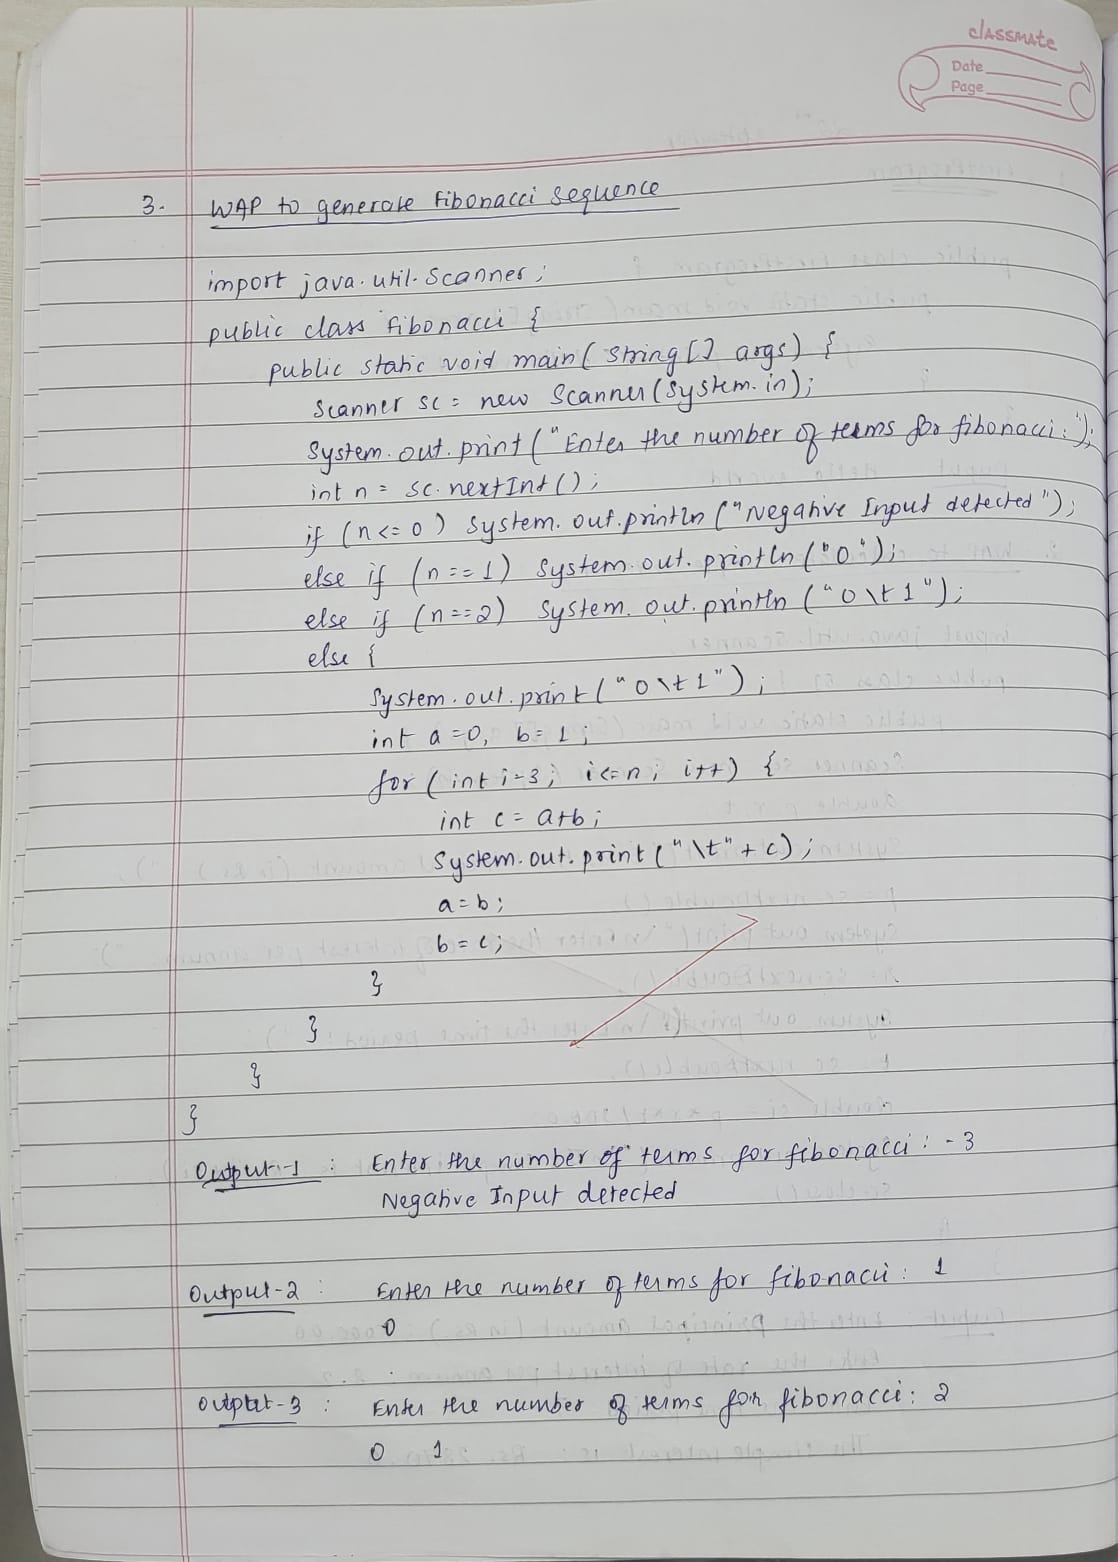 classmate
Date
Page
3. WAP to generate Fibonacci Sequence
import java.util.Scanner;
public class fibonacci {
public static void main( String[] args) {
Scanner sc = new Scanner(System.in);
System.out.print("Enter the number of terms for fibonacci:");
int n = sc.nextInt();
if (n<=0) System.out.println("Negative Input detected");
else if (n==1) System.out.println("0");
else if (n==2) System.out.println("0\t1");
else {
System.out.print("0\t1");
int a=0, b=1;
for (int i=3; i<=n; i++) {
int c = a+b;
System.out.print("\t"+c);
a=b;
b=c;
}
}
}
}
Output-1 : Enter the number of terms for fibonacci: -3
Negative Input detected
Output-2 : Enter the number of terms for fibonacci: 1
0
Output-3 : Enter the number of terms for fibonacci: 2
0 1